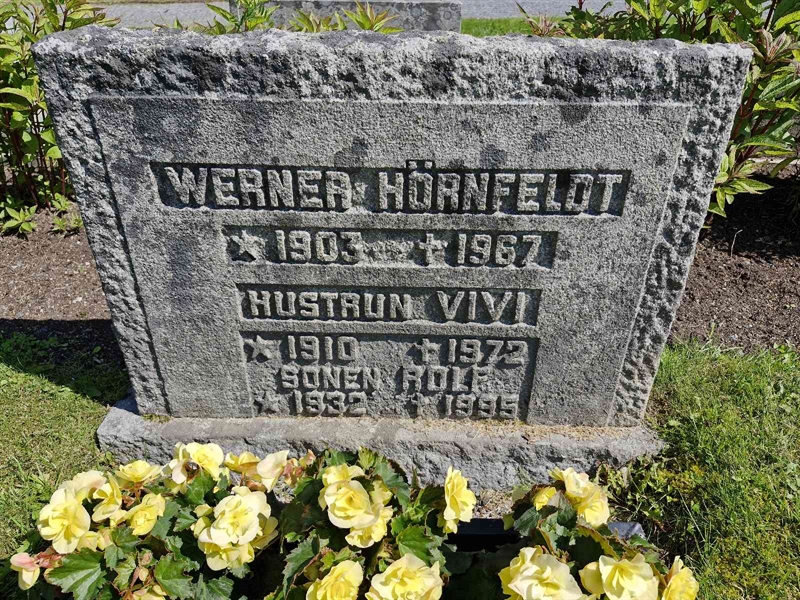 WERNER HÖRNFELDT
★ 1903 † 1967
HUSTRUN VIVI
★ 1910 † 1972
SONEN ROLF
★ 1932 † 1995